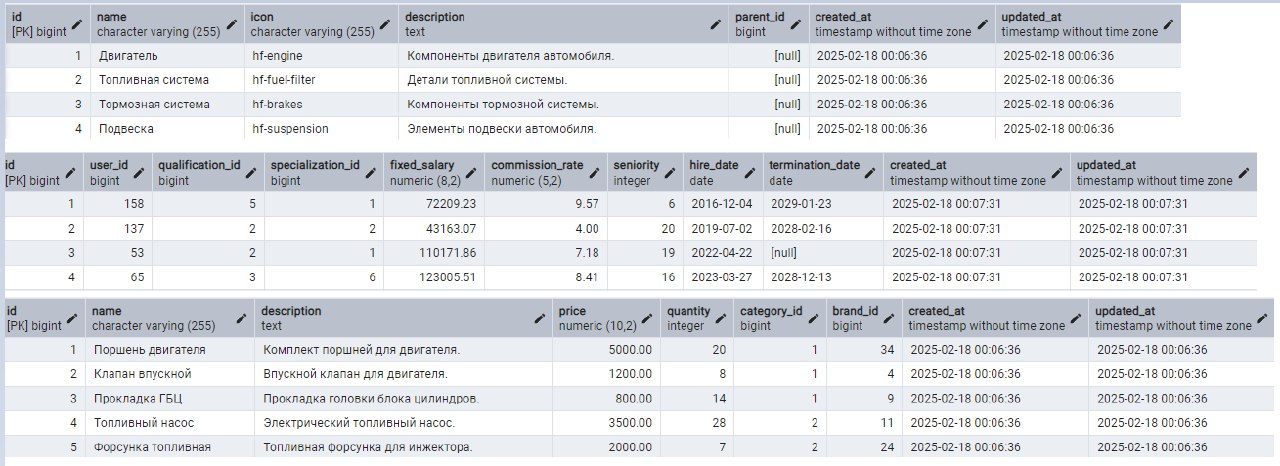 id name icon description parent_id created_at updated_at
[PK] bigint character varying (255) character varying (255) text bigint timestamp without time zone timestamp without time zone
1 Двигатель hf-engine Компоненты двигателя автомобиля. [null] 2025-02-18 00:06:36 2025-02-18 00:06:36
2 Топливная система hf-fuel-filter Детали топливной системы. [null] 2025-02-18 00:06:36 2025-02-18 00:06:36
3 Тормозная система hf-brakes Компоненты тормозной системы. [null] 2025-02-18 00:06:36 2025-02-18 00:06:36
4 Подвеска hf-suspension Элементы подвески автомобиля. [null] 2025-02-18 00:06:36 2025-02-18 00:06:36
id user_id qualification_id specialization_id fixed_salary commission_rate seniority hire_date termination_date created_at updated_at
[PK] bigint bigint bigint bigint numeric (8,2) numeric (5,2) integer date date timestamp without time zone timestamp without time zone
1 158 5 1 72209.23 9.57 6 2016-12-04 2029-01-23 2025-02-18 00:07:31 2025-02-18 00:07:31
2 137 2 2 43163.07 4.00 20 2019-07-02 2028-02-16 2025-02-18 00:07:31 2025-02-18 00:07:31
3 53 2 1 110171.86 7.18 19 2022-04-22 [null] 2025-02-18 00:07:31 2025-02-18 00:07:31
4 65 3 6 123005.51 8.41 16 2023-03-27 2028-12-13 2025-02-18 00:07:31 2025-02-18 00:07:31
id name description price quantity category_id brand_id created_at updated_at
[PK] bigint character varying (255) text numeric (10,2) integer bigint bigint timestamp without time zone timestamp without time zone
1 Поршень двигателя Комплект поршней для двигателя. 5000.00 20 1 34 2025-02-18 00:06:36 2025-02-18 00:06:36
2 Клапан впускной Впускной клапан для двигателя. 1200.00 8 1 4 2025-02-18 00:06:36 2025-02-18 00:06:36
3 Прокладка ГБЦ Прокладка головки блока цилиндров. 800.00 14 1 9 2025-02-18 00:06:36 2025-02-18 00:06:36
4 Топливный насос Электрический топливный насос. 3500.00 28 2 11 2025-02-18 00:06:36 2025-02-18 00:06:36
5 Форсунка топливная Топливная форсунка для инжектора. 2000.00 7 2 24 2025-02-18 00:06:36 2025-02-18 00:06:36